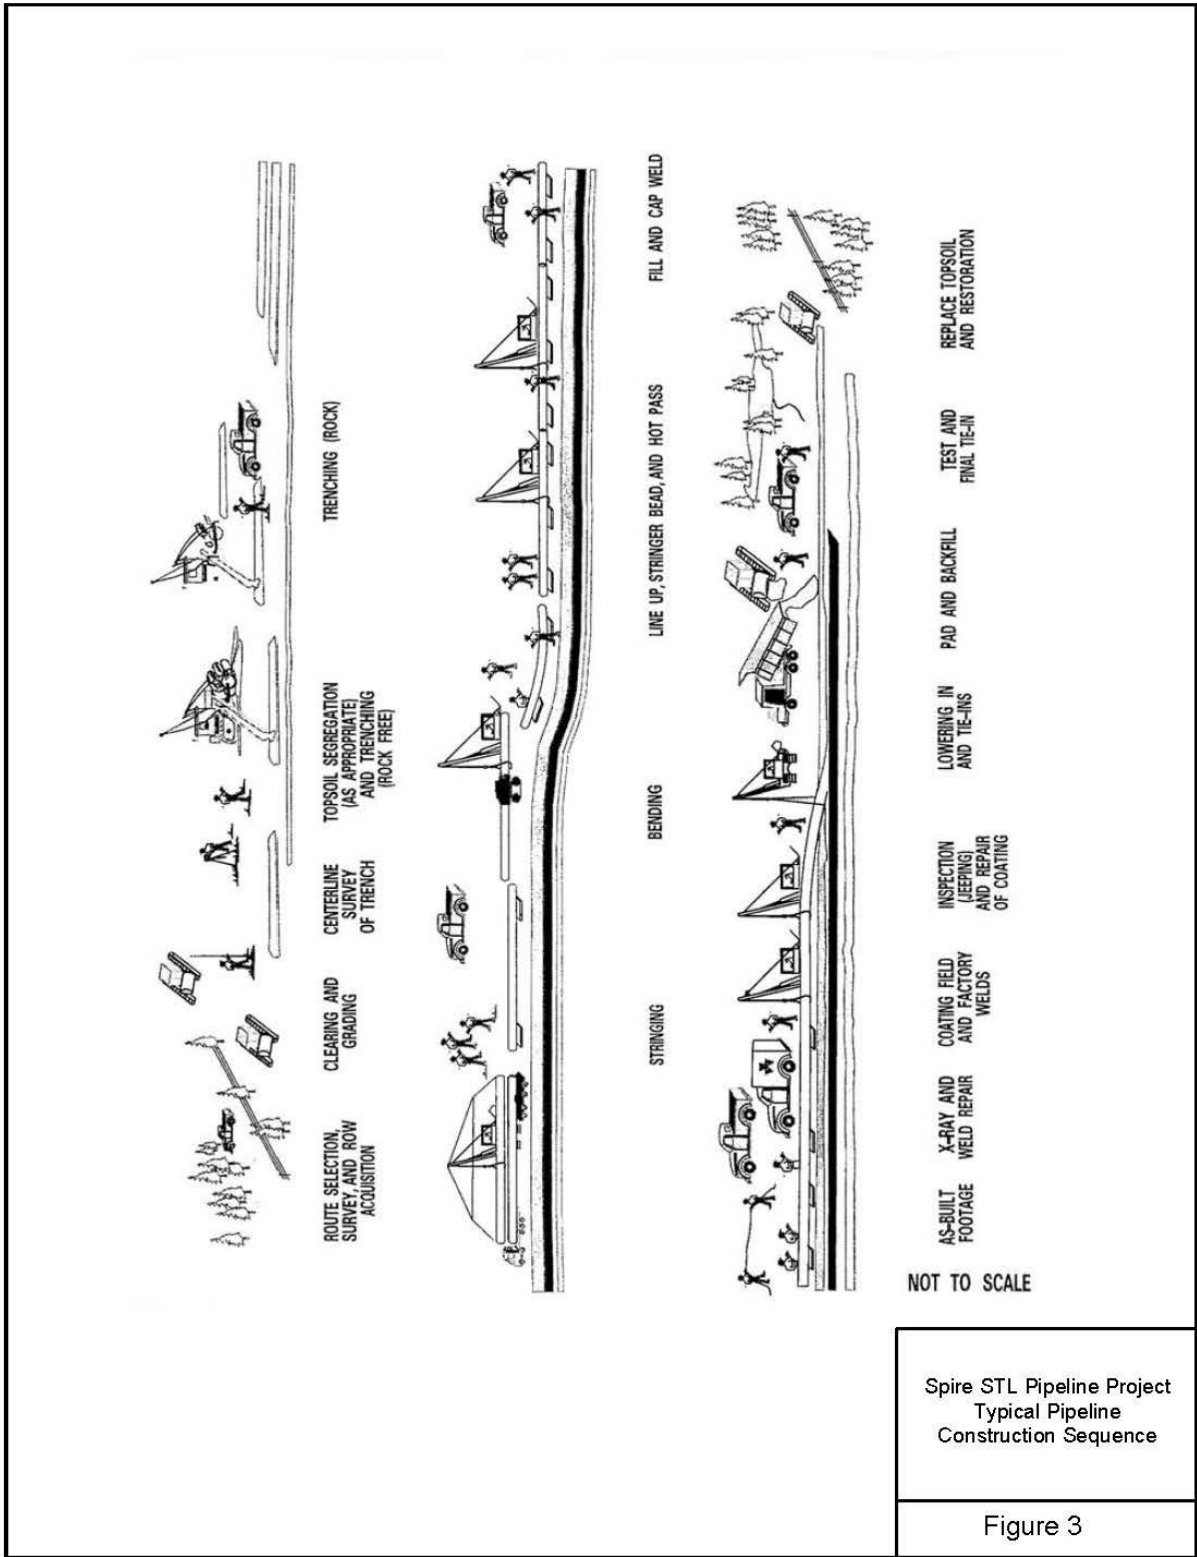 ROUTE SELECTION,
SURVEY, AND ROW
ACQUISITION
CLEARING AND
GRADING
CENTERLINE
SURVEY
OF TRENCH
TOPSOIL SEGREGATION
(AS APPROPRIATE)
AND TRENCHING
(ROCK FREE)
TRENCHING (ROCK)
STRINGING
BENDING
LINE UP, STRINGER BEAD, AND HOT PASS
FILL AND CAP WELD
AS-BUILT
FOOTAGE
X-RAY AND
WELD REPAIR
COATING FIELD
AND FACTORY
WELDS
INSPECTION
(JEEPING)
AND REPAIR
OF COATING
LOWERING IN
AND TIE-INS
PAD AND BACKFILL
TEST AND
FINAL TIE-IN
REPLACE TOPSOIL
AND RESTORATION
NOT TO SCALE
Spire STL Pipeline Project
Typical Pipeline
Construction Sequence
Figure 3